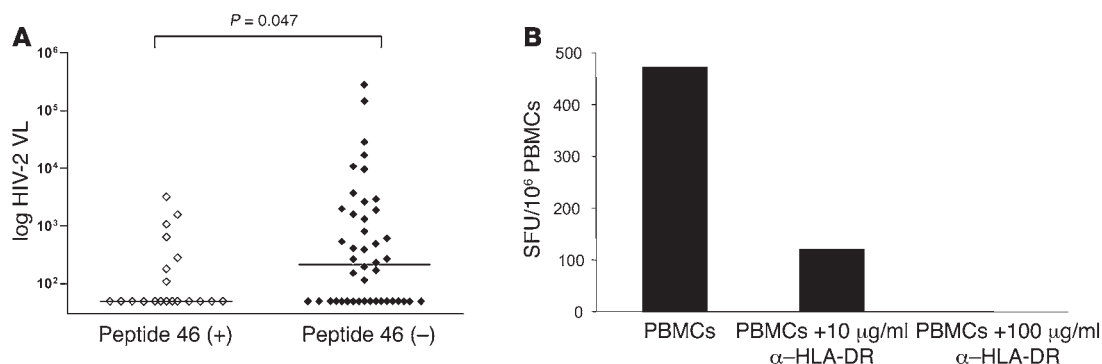 A
P = 0.047
log HIV-2 VL
10⁶
10⁵
10⁴
10³
10²
Peptide 46 (+)
Peptide 46 (–)
B
SFU/10⁶ PBMCs
500
400
300
200
100
0
PBMCs
PBMCs +10 μg/ml
α–HLA-DR
PBMCs +100 μg/ml
α–HLA-DR